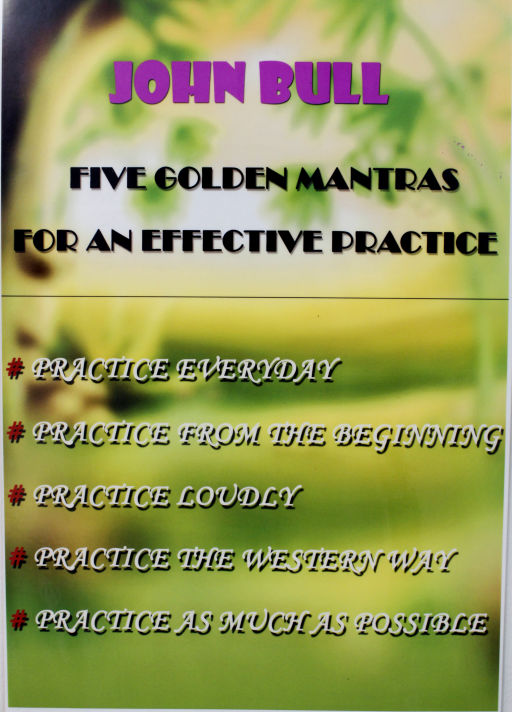 JOHN BULL
FIVE GOLDEN MANTRAS
FOR AN EFFECTIVE PRACTICE
# PRACTICE EVERYDAY
# PRACTICE FROM THE BEGINNING
# PRACTICE LOUDLY
# PRACTICE THE WESTERN WAY
# PRACTICE AS MUCH AS POSSIBLE